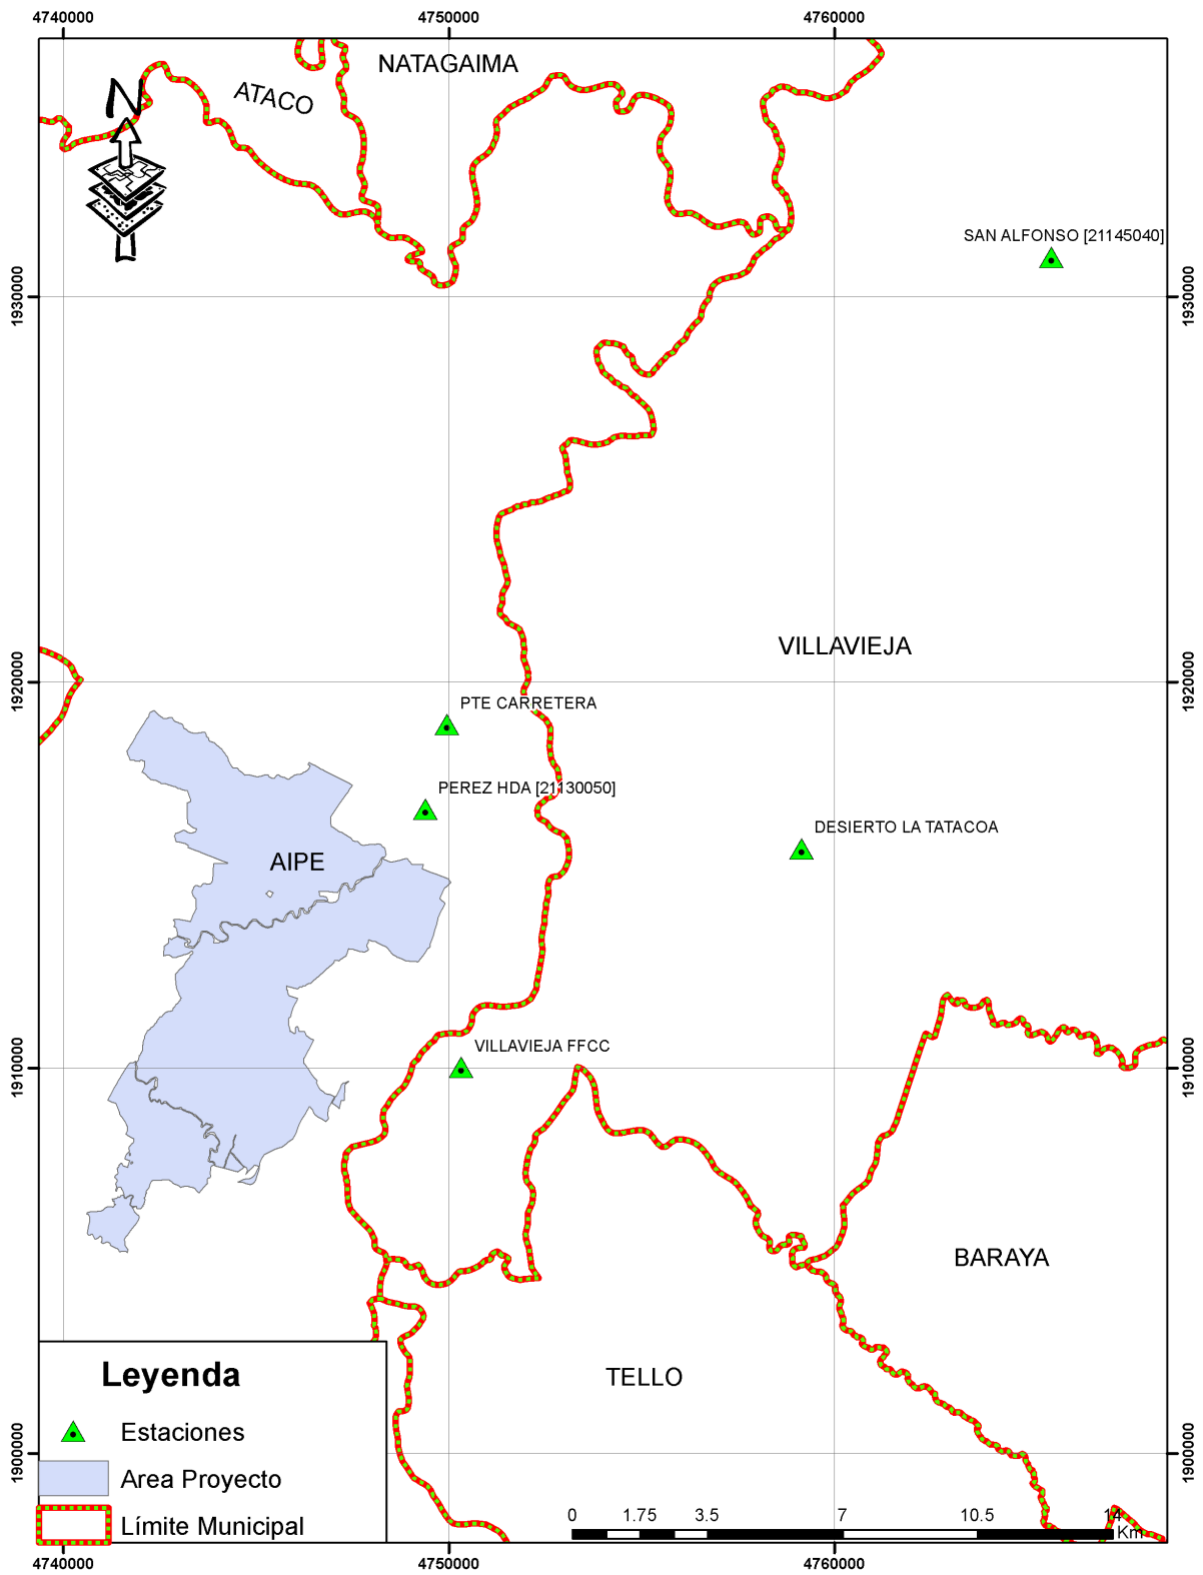 4740000
4750000
4760000
NATAGAIMA
ATACO
N
SAN ALFONSO [21145040]
1930000
1930000
VILLAVIEJA
1920000
1920000
PTE CARRETERA
PEREZ HDA [21130050]
DESIERTO LA TATACOA
AIPE
VILLAVIEJA FFCC
1910000
1910000
BARAYA
TELLO
Leyenda
Estaciones
Area Proyecto
Límite Municipal
1900000
1900000
0 1.75 3.5 7 10.5 14
Km
4740000
4750000
4760000